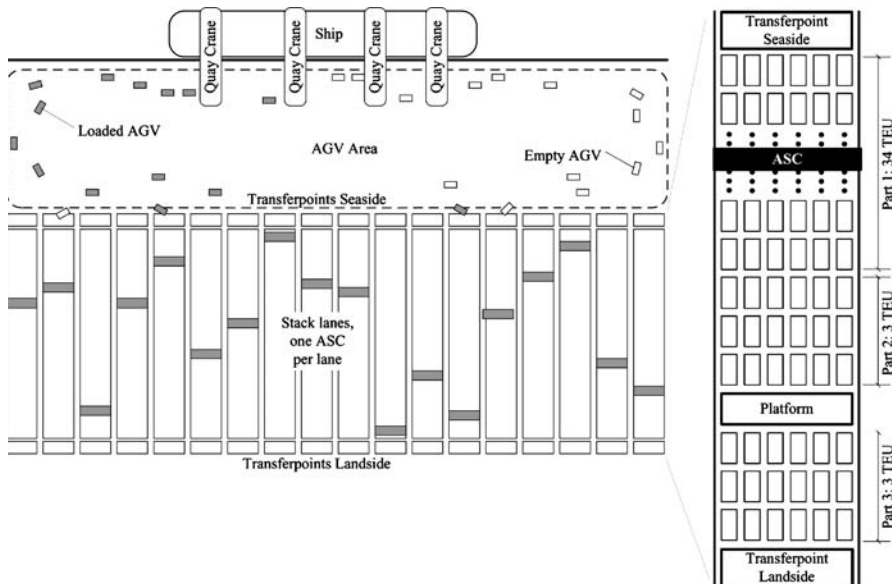 Ship
Quay Crane
Quay Crane
Quay Crane
Quay Crane
Loaded AGV
AGV Area
Empty AGV
Transferpoints Seaside
Stack lanes,
one ASC
per lane
Transferpoints Landside
Transferpoint
Seaside
ASC
Platform
Transferpoint
Landside
Part 1: 34 TEU
Part 2: 3 TEU
Part 3: 3 TEU